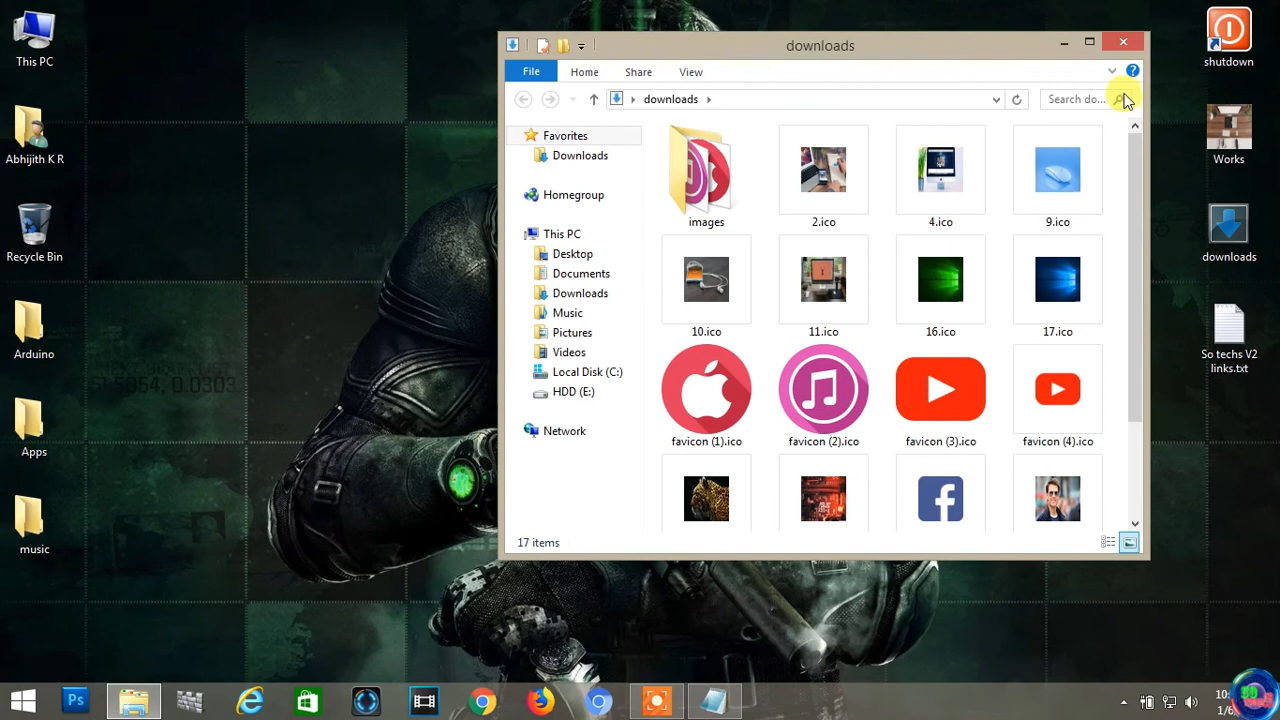 This PC
Abhijith K R
Recycle Bin
Arduino
Apps
music
downloads
File
Home
Share
View
downloads
Search do...
Favorites
Downloads
Homegroup
This PC
Desktop
Documents
Downloads
Music
Pictures
Videos
Local Disk (C:)
HDD (E:)
Network
images
2.ico
4.ico
9.ico
10.ico
11.ico
16.ico
17.ico
favicon (1).ico
favicon (2).ico
favicon (3).ico
favicon (4).ico
17 items
shutdown
Works
downloads
So techs V2
links.txt
Ps